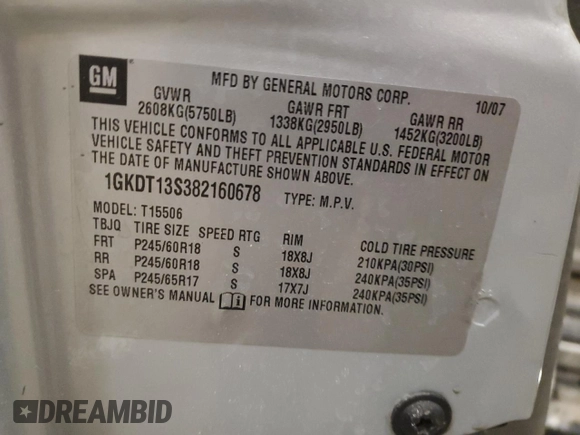 GM
MFD BY GENERAL MOTORS CORP. 10/07
GVWR GAWR FRT GAWR RR
2608KG(5750LB) 1338KG(2950LB) 1452KG(3200LB)
THIS VEHICLE CONFORMS TO ALL APPLICABLE U.S. FEDERAL MOTOR
VEHICLE SAFETY AND THEFT PREVENTION STANDARDS IN EFFECT ON
THE DATE OF MANUFACTURE SHOWN ABOVE.
1GKDT13S382160678 TYPE: M.P.V.
MODEL: T15506
TBJQ TIRE SIZE SPEED RTG RIM COLD TIRE PRESSURE
FRT P245/60R18 S 18X8J 210KPA(30PSI)
RR P245/60R18 S 18X8J 240KPA(35PSI)
SPA P245/65R17 S 17X7J 240KPA(35PSI)
SEE OWNER'S MANUAL FOR MORE INFORMATION.
DREAMBID